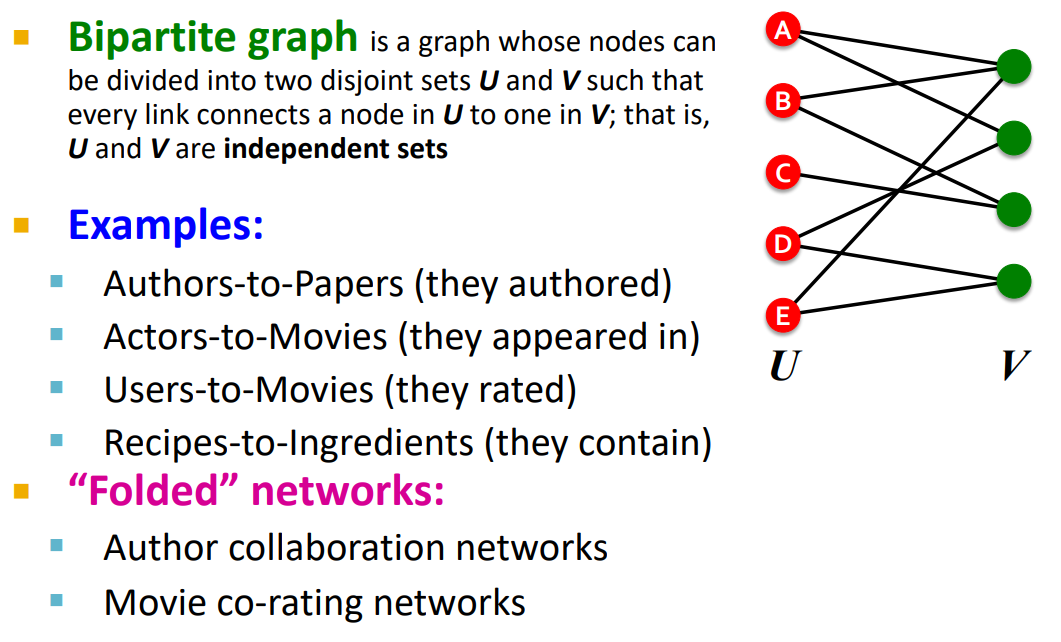 Bipartite graph is a graph whose nodes can
be divided into two disjoint sets U and V such that
every link connects a node in U to one in V; that is,
U and V are independent sets
Examples:
Authors-to-Papers (they authored)
Actors-to-Movies (they appeared in)
Users-to-Movies (they rated)
Recipes-to-Ingredients (they contain)
“Folded” networks:
Author collaboration networks
Movie co-rating networks
A
B
C
D
E
U V